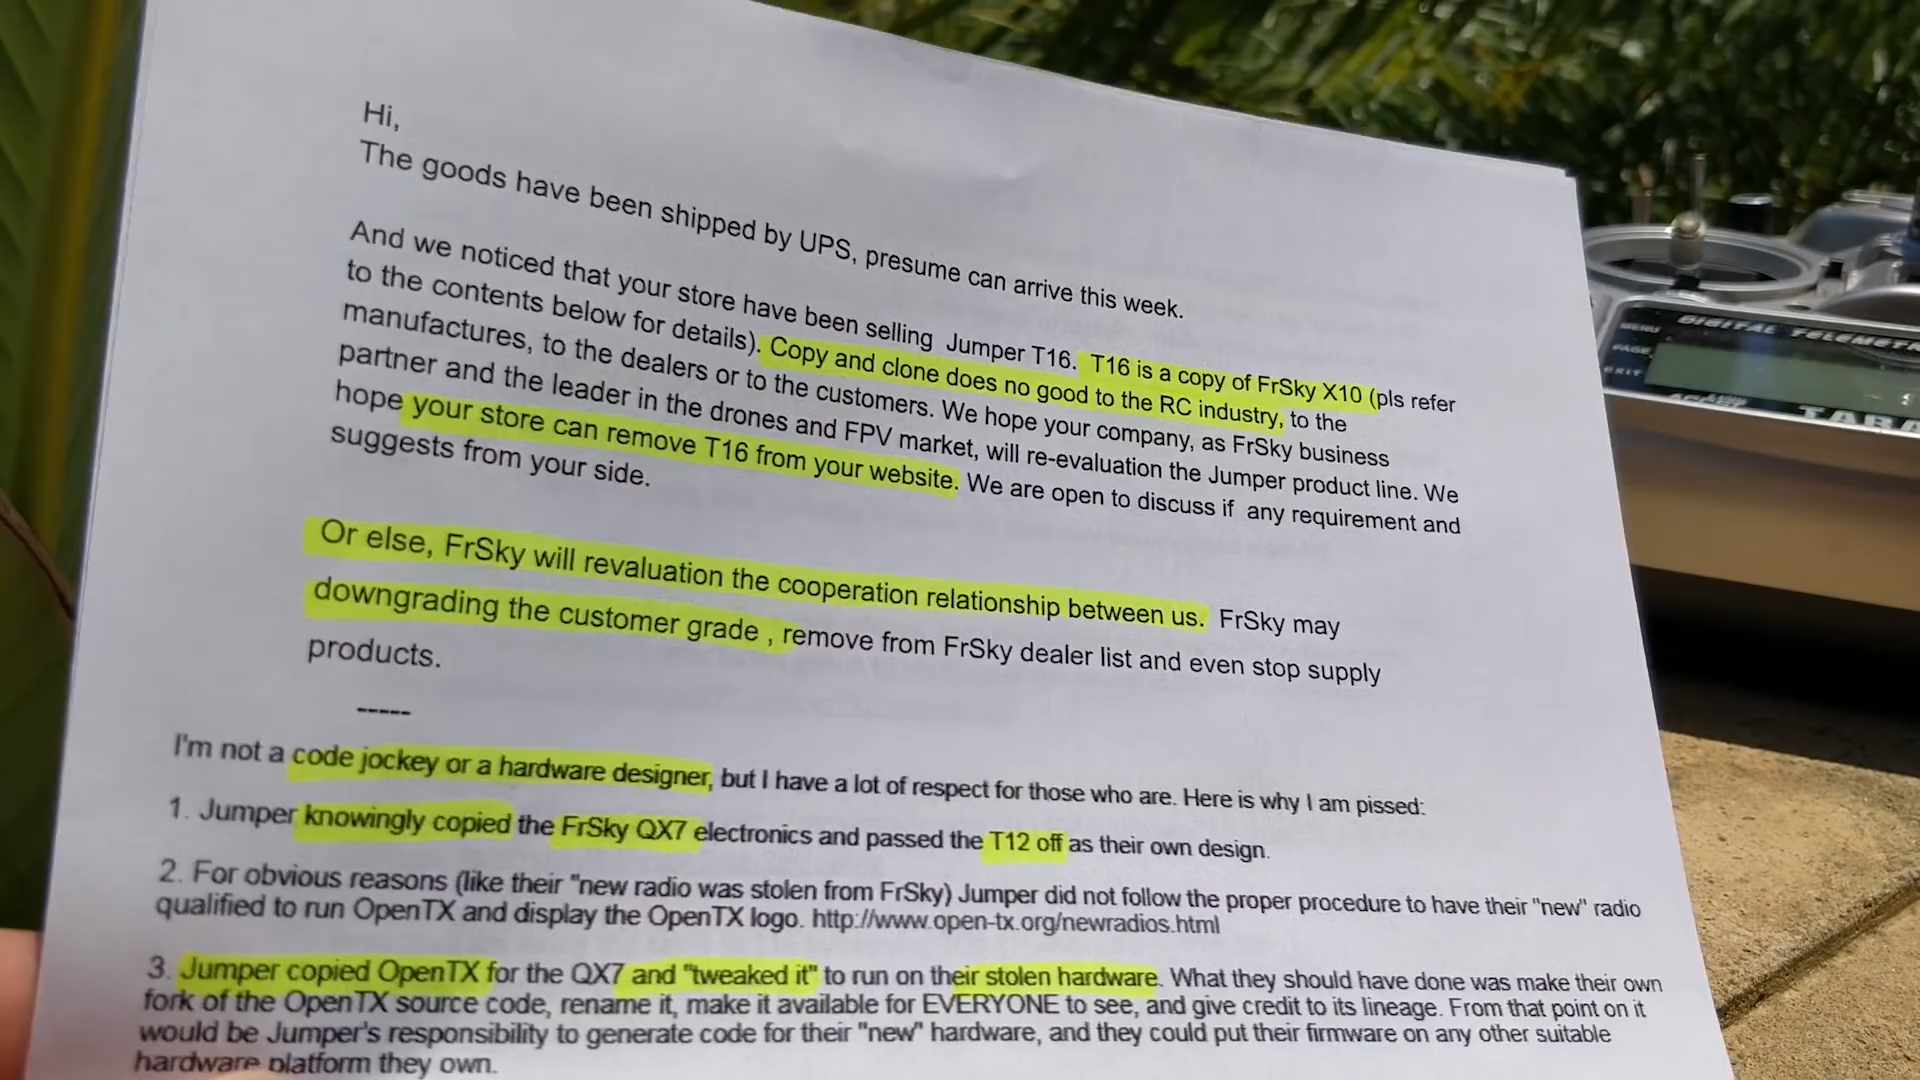 Hi,
The goods have been shipped by UPS, presume can arrive this week.
And we noticed that your store have been selling Jumper T16. T16 is a copy of FrSky X10 (pls refer
to the contents below for details). Copy and clone does no good to the RC industry, to the
manufactures, to the dealers or to the customers. We hope your company, as FrSky business
partner and the leader in the drones and FPV market, will re-evaluation the Jumper product line. We
hope your store can remove T16 from your website. We are open to discuss if any requirement and
suggests from your side.
Or else, FrSky will revaluation the cooperation relationship between us. FrSky may
downgrading the customer grade , remove from FrSky dealer list and even stop supply
products.
-----
I'm not a code jockey or a hardware designer, but I have a lot of respect for those who are. Here is why I am pissed:
1. Jumper knowingly copied the FrSky QX7 electronics and passed the T12 off as their own design.
2. For obvious reasons (like their "new radio was stolen from FrSky) Jumper did not follow the proper procedure to have their "new" radio
qualified to run OpenTX and display the OpenTX logo. http://www.open-tx.org/newradios.html
3. Jumper copied OpenTX for the QX7 and "tweaked it" to run on their stolen hardware. What they should have done was make their own
fork of the OpenTX source code, rename it, make it available for EVERYONE to see, and give credit to its lineage. From that point on it
would be Jumper's responsibility to generate code for their "new" hardware, and they could put their firmware on any other suitable
hardware platform they own.
DIGITAL TELEMETR
MENU
PAGE
EXIT
TARA